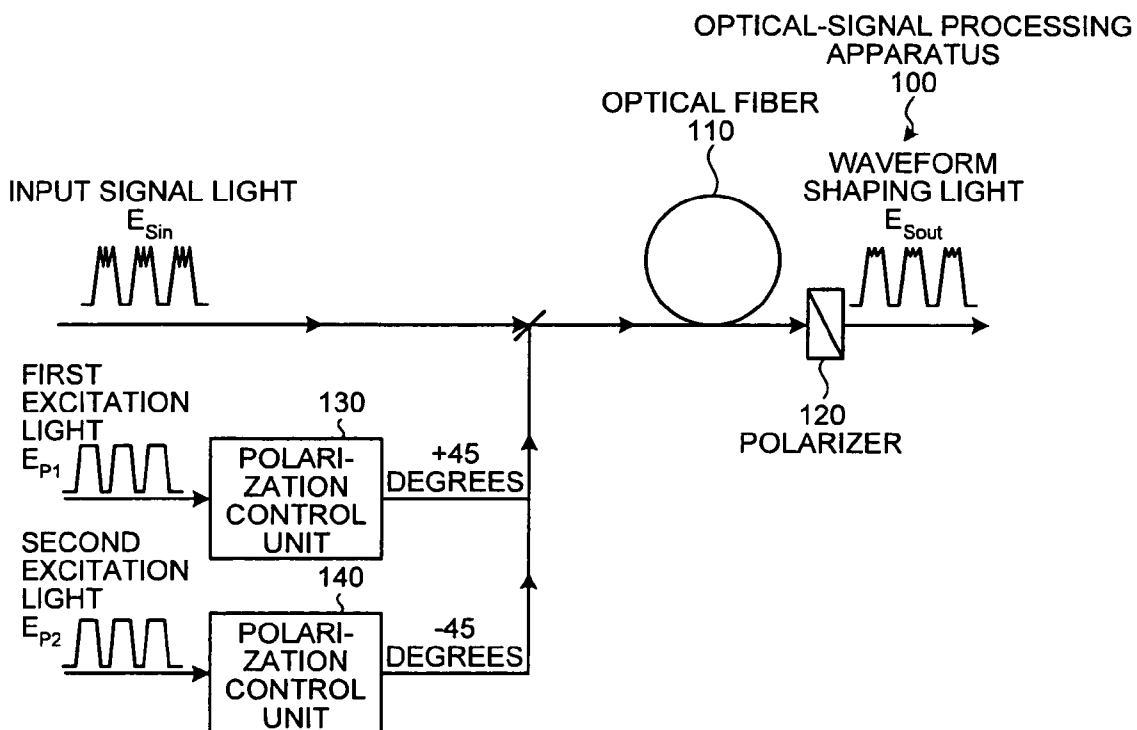 OPTICAL-SIGNAL PROCESSING
APPARATUS
100
OPTICAL FIBER
110
WAVEFORM
SHAPING LIGHT
E_Sout
INPUT SIGNAL LIGHT
E_Sin
120
POLARIZER
FIRST
EXCITATION
LIGHT
E_P1
130
POLARI-
ZATION
CONTROL
UNIT
+45
DEGREES
SECOND
EXCITATION
LIGHT
E_P2
140
POLARI-
ZATION
CONTROL
UNIT
-45
DEGREES